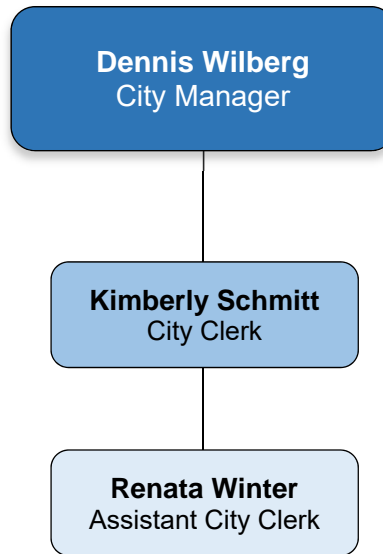 Dennis Wilberg
City Manager
Kimberly Schmitt
City Clerk
Renata Winter
Assistant City Clerk